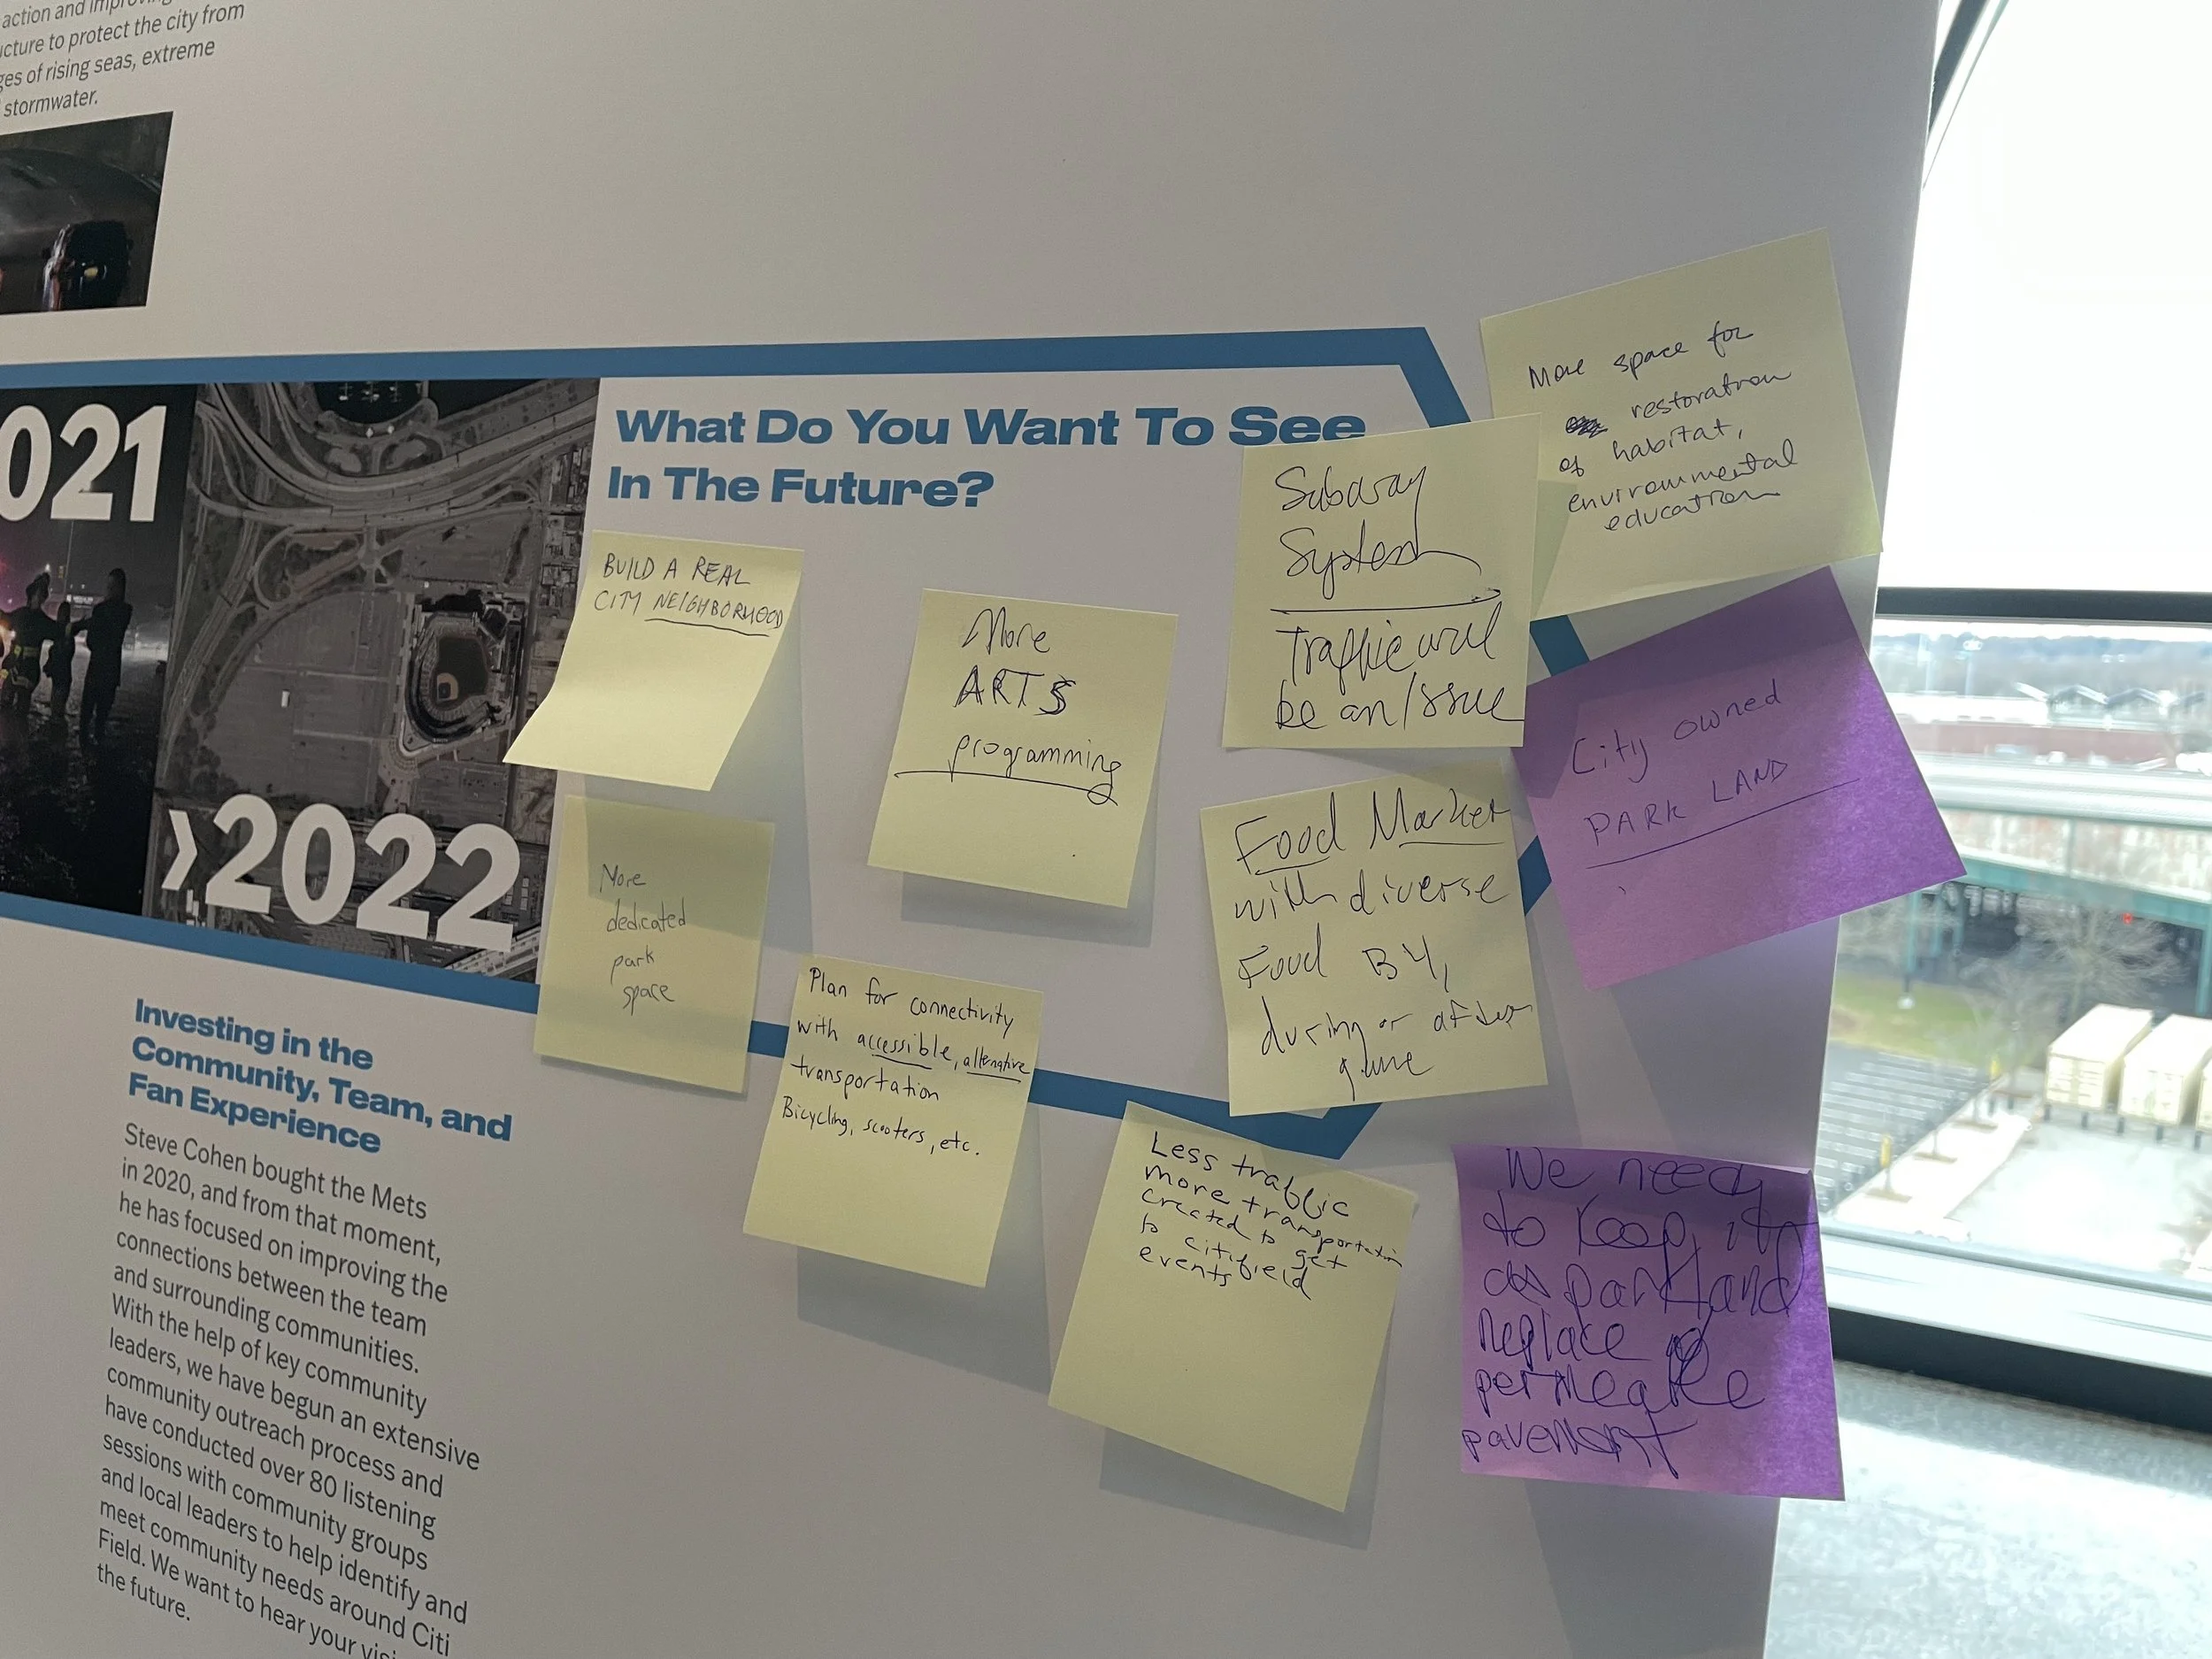 action and improving
ucture to protect the city from
ges of rising seas, extreme
stormwater.
021
›2022
What Do You Want To See
In The Future?
BUILD A REAL
CITY NEIGHBORHOOD
More
ARTS
programming
Subway
System
Traffic will
be an issue
More space for
restoration
of habitat,
environmental
education
City owned
PARK LAND
More
dedicated
park
space
Plan for connectivity
with accessible, alternative
transportation
Bicycling, scooters, etc.
Food Market
with diverse
Food BY,
during or after
game
Less traffic
more transportation
created to get
to citifield
events
We need
to keep it
as parkland
Replace
permeable
pavement
Investing in the
Community, Team, and
Fan Experience
Steve Cohen bought the Mets
in 2020, and from that moment,
he has focused on improving the
connections between the team
and surrounding communities.
With the help of key community
leaders, we have begun an extensive
community outreach process and
have conducted over 80 listening
sessions with community groups
and local leaders to help identify and
meet community needs around Citi
Field. We want to hear your
the future.